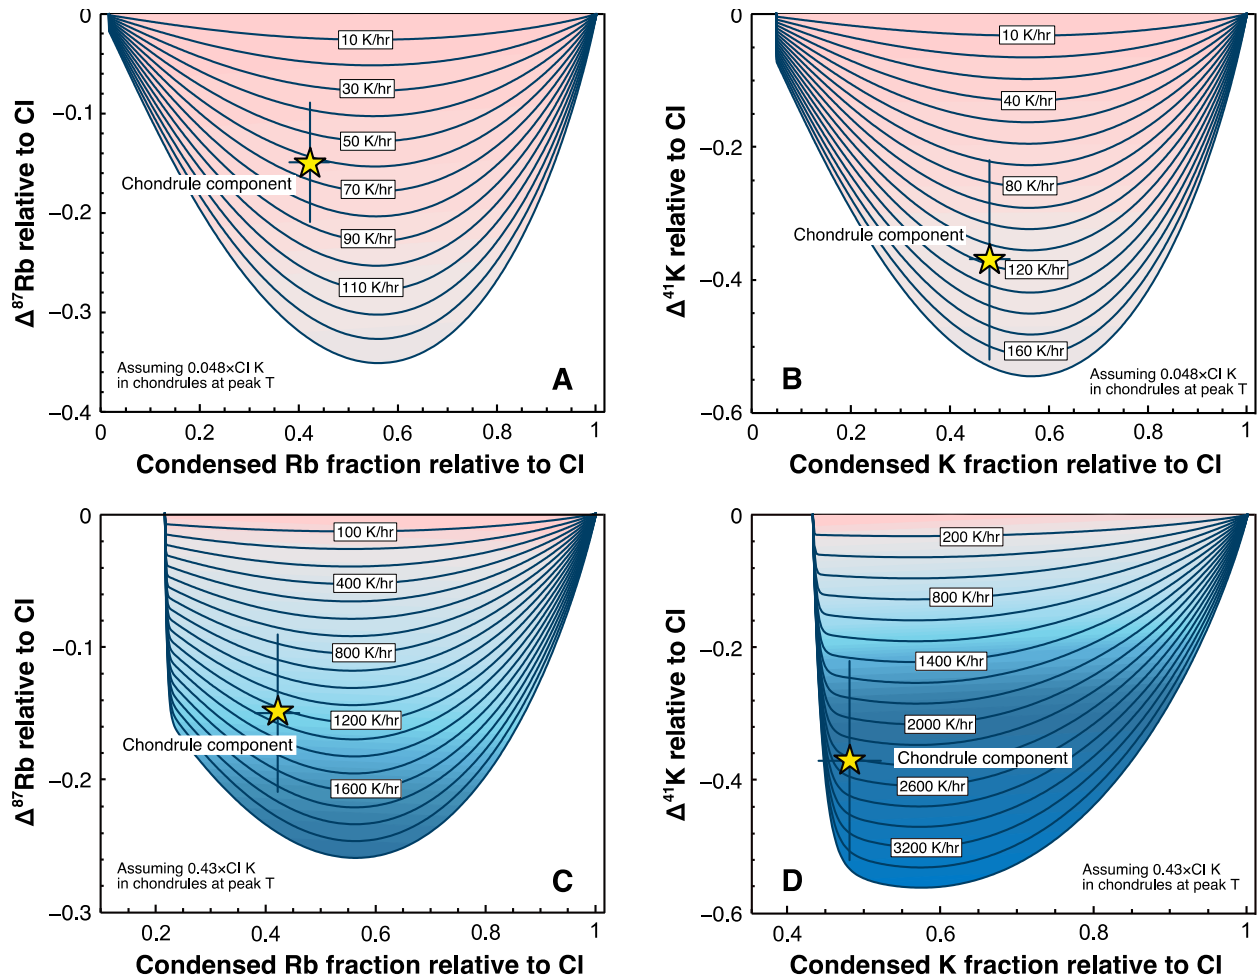 0
−0.1
−0.2
−0.3
−0.4
Δ⁸⁷Rb relative to CI
10 K/hr
30 K/hr
50 K/hr
70 K/hr
90 K/hr
110 K/hr
Chondrule component
Assuming 0.048×CI K
in chondrules at peak T
A
0 0.2 0.4 0.6 0.8 1
Condensed Rb fraction relative to CI
0
−0.2
−0.4
−0.6
Δ⁴¹K relative to CI
10 K/hr
40 K/hr
80 K/hr
120 K/hr
160 K/hr
Chondrule component
B
Assuming 0.048×CI K
in chondrules at peak T
0 0.2 0.4 0.6 0.8 1
Condensed K fraction relative to CI
0
−0.1
−0.2
−0.3
Δ⁸⁷Rb relative to CI
100 K/hr
400 K/hr
800 K/hr
1200 K/hr
1600 K/hr
Chondrule component
Assuming 0.43×CI K
in chondrules at peak T
C
0.2 0.4 0.6 0.8 1
Condensed Rb fraction relative to CI
0
−0.2
−0.4
−0.6
Δ⁴¹K relative to CI
200 K/hr
800 K/hr
1400 K/hr
2000 K/hr
Chondrule component
2600 K/hr
3200 K/hr
D
Assuming 0.43×CI K
in chondrules at peak T
0.4 0.6 0.8 1
Condensed K fraction relative to CI